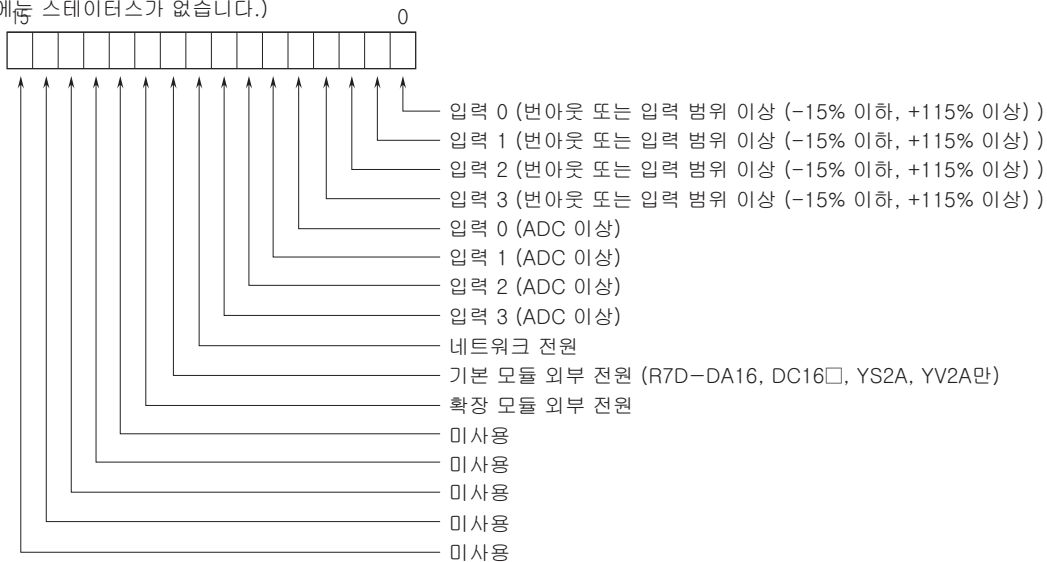 에는 스테이터스가 없습니다.)
15 0
입력 0 (번아웃 또는 입력 범위 이상 (-15% 이하, +115% 이상) )
입력 1 (번아웃 또는 입력 범위 이상 (-15% 이하, +115% 이상) )
입력 2 (번아웃 또는 입력 범위 이상 (-15% 이하, +115% 이상) )
입력 3 (번아웃 또는 입력 범위 이상 (-15% 이하, +115% 이상) )
입력 0 (ADC 이상)
입력 1 (ADC 이상)
입력 2 (ADC 이상)
입력 3 (ADC 이상)
네트워크 전원
기본 모듈 외부 전원 (R7D-DA16, DC16□, YS2A, YV2A만)
확장 모듈 외부 전원
미사용
미사용
미사용
미사용
미사용